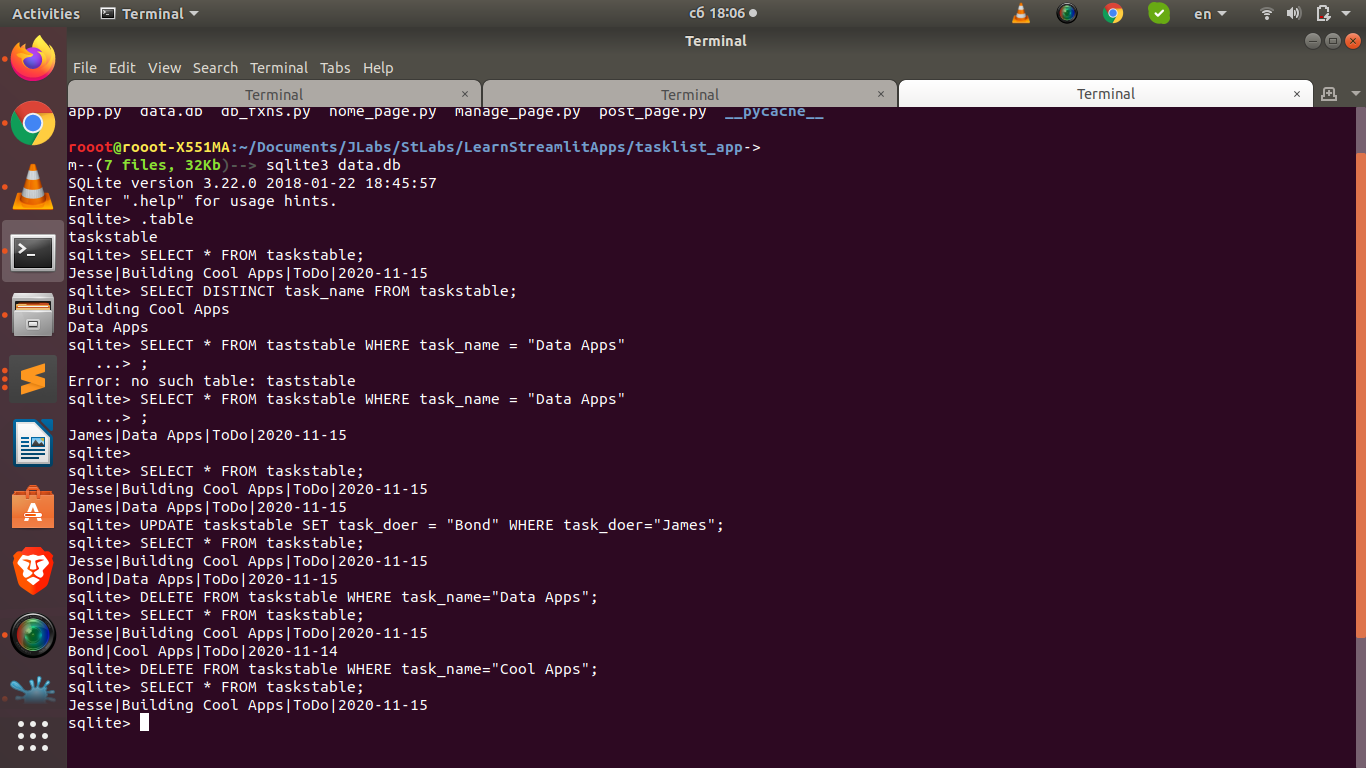 Activities Terminal сб 18:06 en
Terminal
File Edit View Search Terminal Tabs Help
Terminal × Terminal × Terminal ×
app.py data.db db_fxns.py home_page.py manage_page.py post_page.py __pycache__
rooot@rooot-X551MA:~/Documents/JLabs/StLabs/LearnStreamlitApps/tasklist_app->
m--(7 files, 32Kb)--> sqlite3 data.db
SQLite version 3.22.0 2018-01-22 18:45:57
Enter ".help" for usage hints.
sqlite> .table
taskstable
sqlite> SELECT * FROM taskstable;
Jesse|Building Cool Apps|ToDo|2020-11-15
sqlite> SELECT DISTINCT task_name FROM taskstable;
Building Cool Apps
Data Apps
sqlite> SELECT * FROM taststable WHERE task_name = "Data Apps"
...> ;
Error: no such table: taststable
sqlite> SELECT * FROM taskstable WHERE task_name = "Data Apps"
...> ;
James|Data Apps|ToDo|2020-11-15
sqlite>
sqlite> SELECT * FROM taskstable;
Jesse|Building Cool Apps|ToDo|2020-11-15
James|Data Apps|ToDo|2020-11-15
sqlite> UPDATE taskstable SET task_doer = "Bond" WHERE task_doer="James";
sqlite> SELECT * FROM taskstable;
Jesse|Building Cool Apps|ToDo|2020-11-15
Bond|Data Apps|ToDo|2020-11-15
sqlite> DELETE FROM taskstable WHERE task_name="Data Apps";
sqlite> SELECT * FROM taskstable;
Jesse|Building Cool Apps|ToDo|2020-11-15
Bond|Cool Apps|ToDo|2020-11-14
sqlite> DELETE FROM taskstable WHERE task_name="Cool Apps";
sqlite> SELECT * FROM taskstable;
Jesse|Building Cool Apps|ToDo|2020-11-15
sqlite>